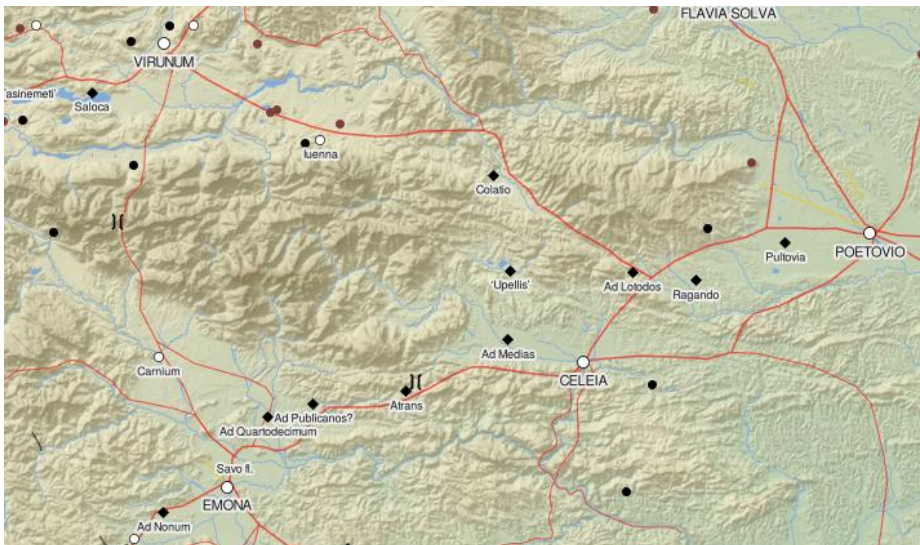 FLAVIA SOLVA
VIRUNUM
'asinemeti'
Saloca
Iuenna
Colatio
POETOVIO
Pultovia
'Upellis'
Ad Lotodos
Ragando
Ad Medias
CELEIA
Carnium
Atrans
Ad Publicanos?
Ad Quartodecimum
Savo fl.
EMONA
Ad Nonum